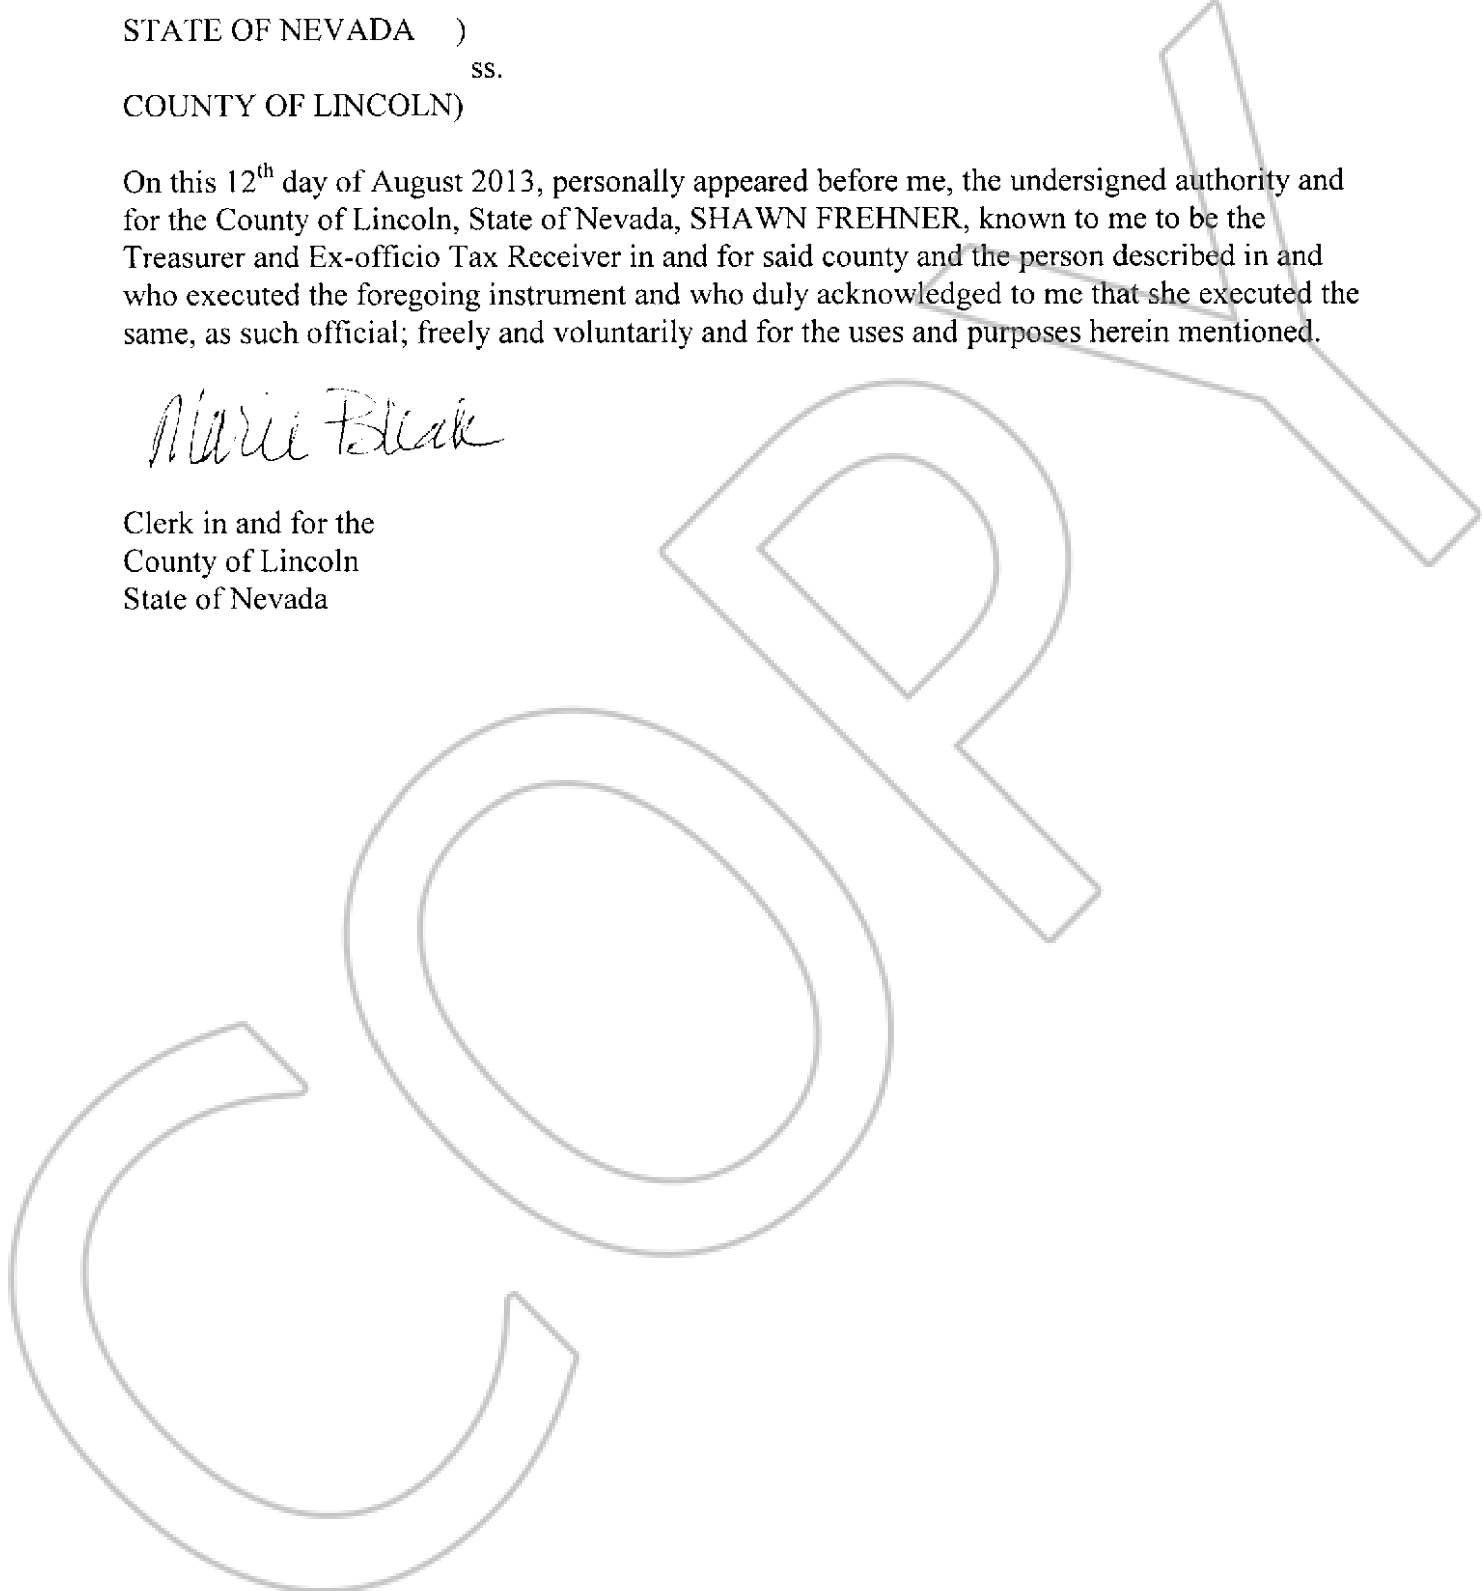 STATE OF NEVADA )
ss.
COUNTY OF LINCOLN)
On this 12th day of August 2013, personally appeared before me, the undersigned authority and
for the County of Lincoln, State of Nevada, SHAWN FREHNER, known to me to be the
Treasurer and Ex-officio Tax Receiver in and for said county and the person described in and
who executed the foregoing instrument and who duly acknowledged to me that she executed the
same, as such official; freely and voluntarily and for the uses and purposes herein mentioned.
Marie Bleak
Clerk in and for the
County of Lincoln
State of Nevada
COPY